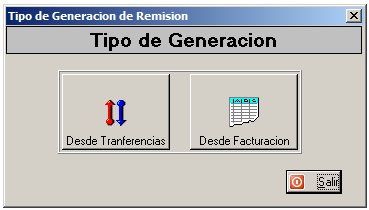 Tipo de Generacion de Remision
Tipo de Generacion
Desde Tranferencias
Desde Facturacion
Salir